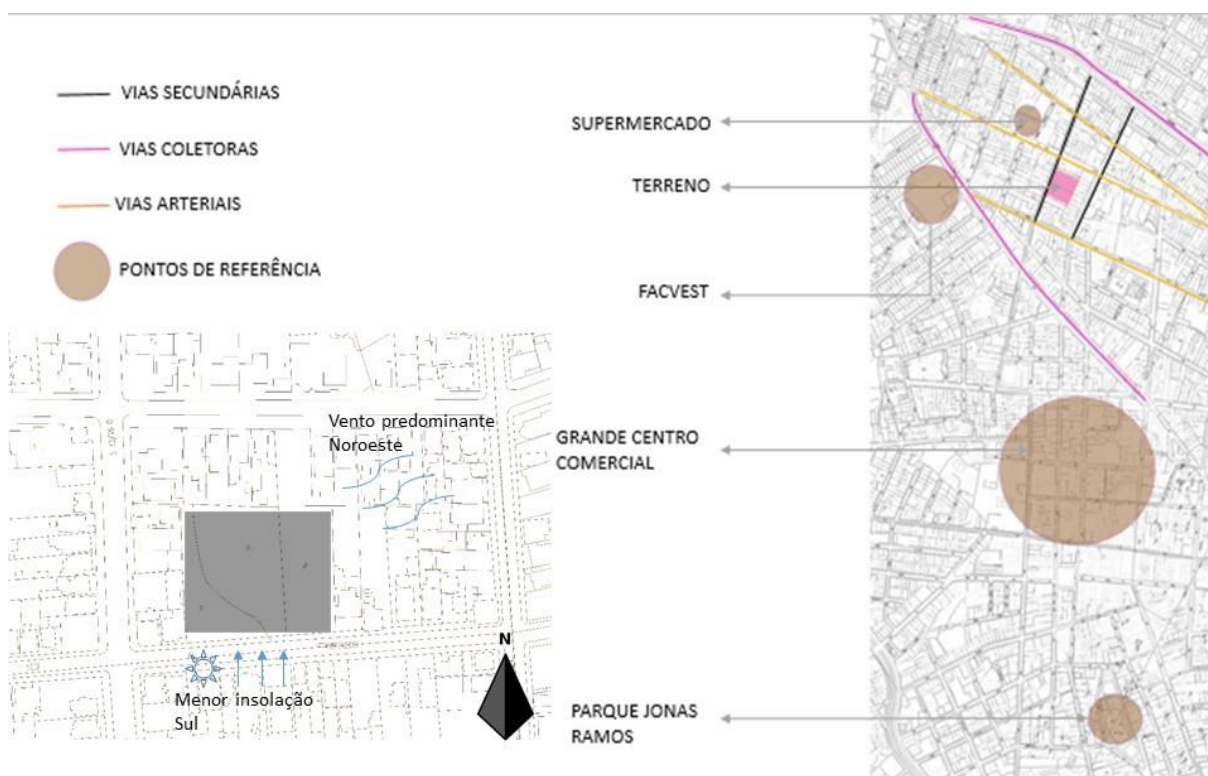 VIAS SECUNDÁRIAS
VIAS COLETORAS
VIAS ARTERIAIS
PONTOS DE REFERÊNCIA
SUPERMERCADO
TERRENO
FACVEST
GRANDE CENTRO
COMERCIAL
PARQUE JONAS
RAMOS
Vento predominante
Noroeste
N
Menor insolação
Sul